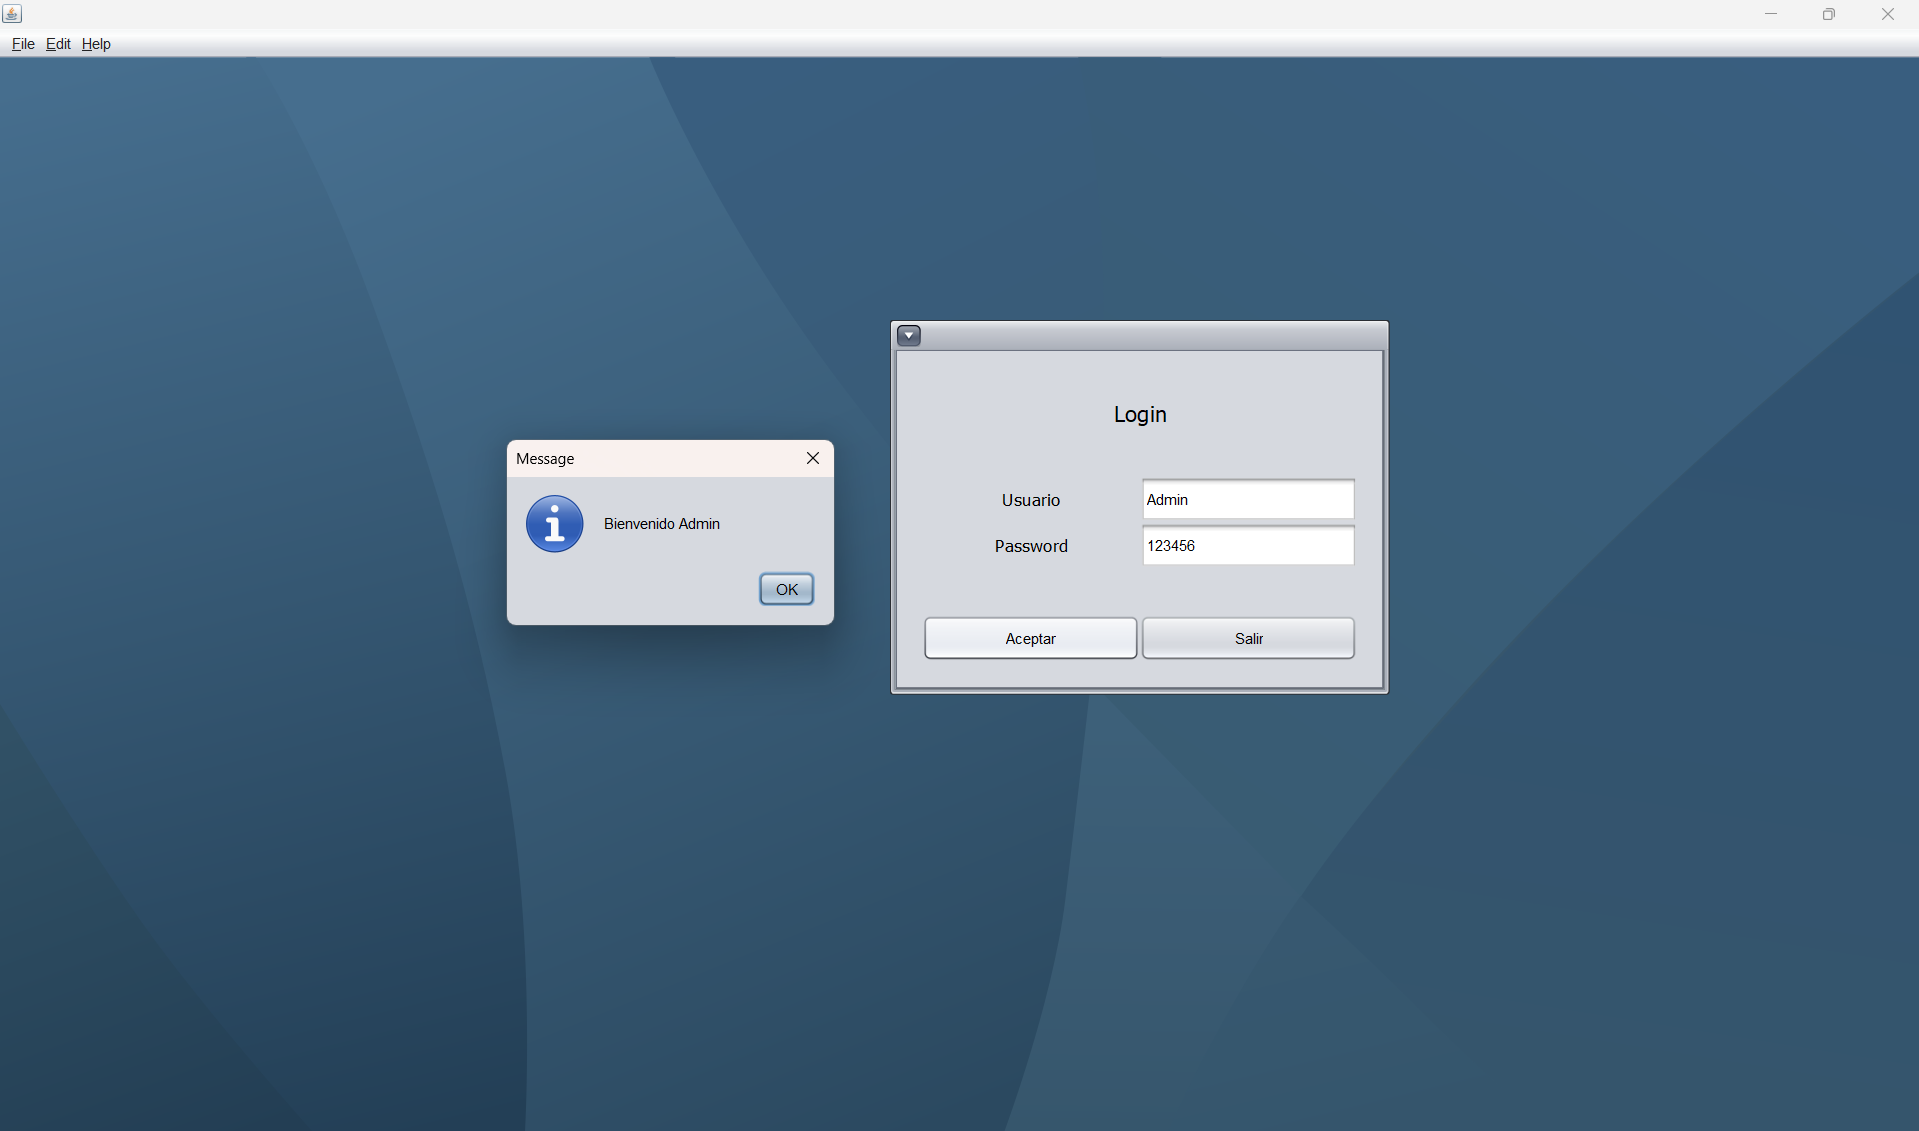 File Edit Help
Message
Bienvenido Admin
OK
Login
Usuario Admin
Password 123456
Aceptar Salir